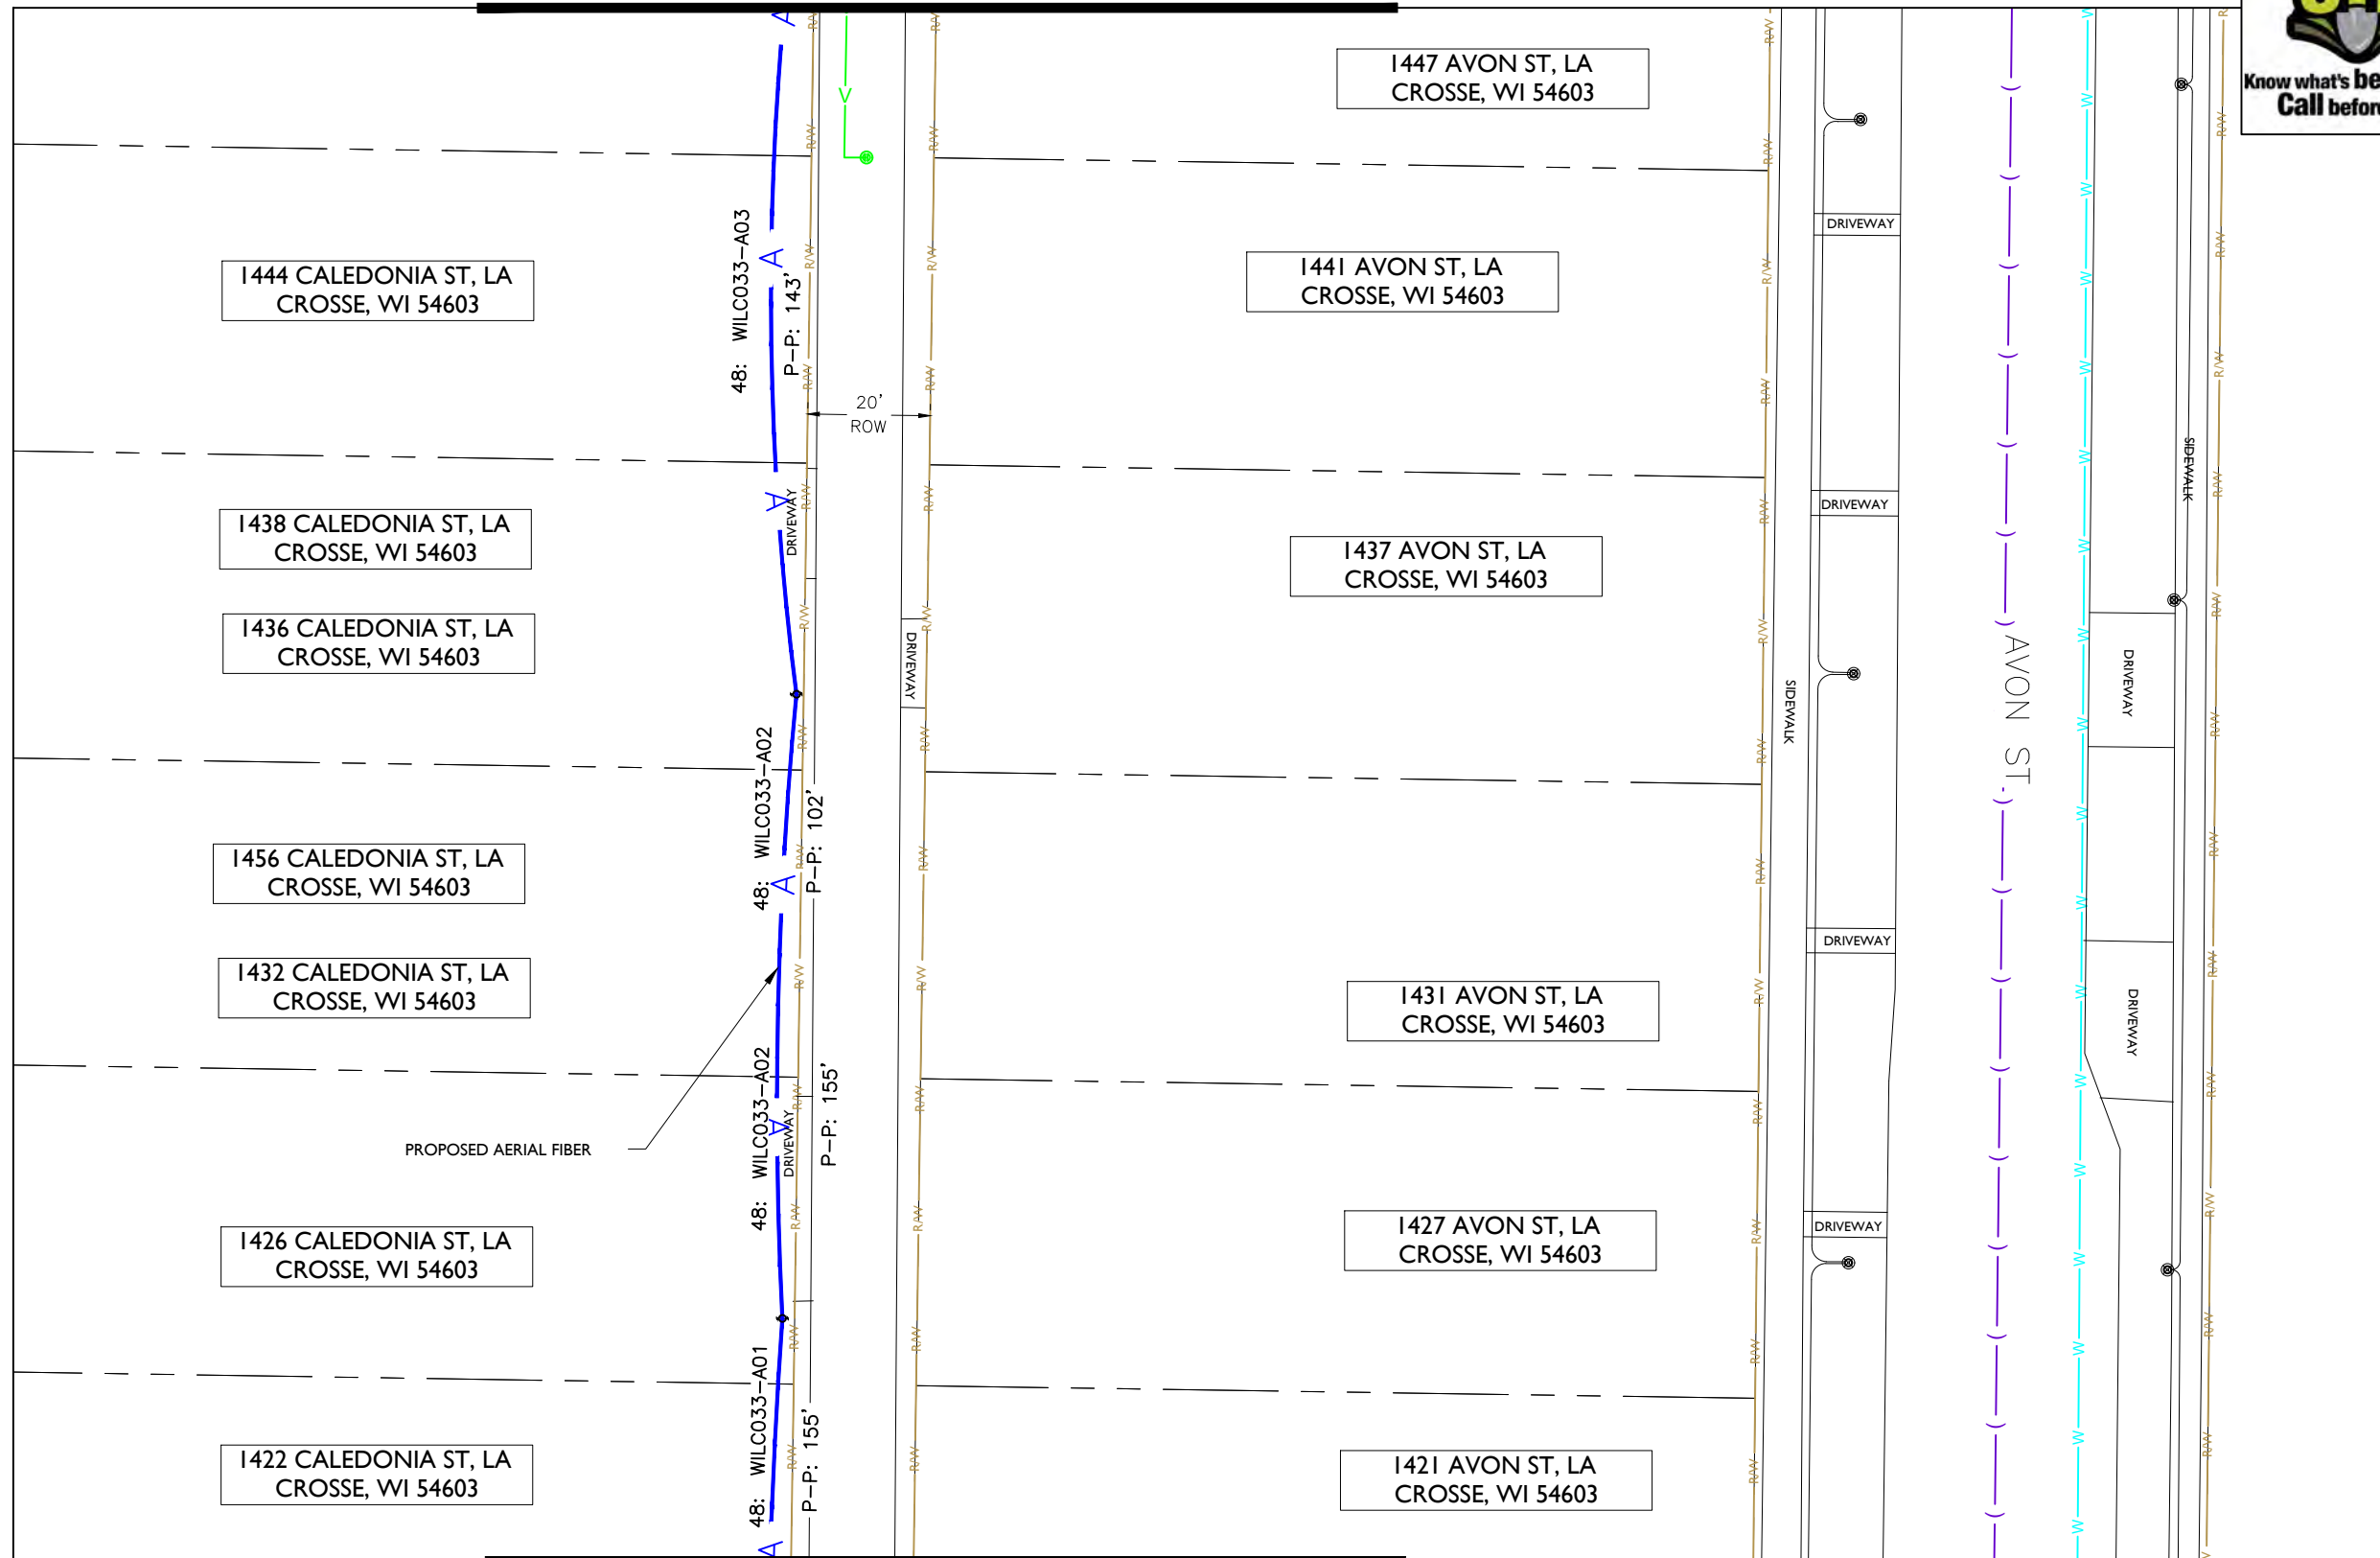 1447 AVON ST, LA
CROSSE, WI 54603
Know what's
Call
1444 CALEDONIA ST, LA
CROSSE, WI 54603
48: WILC033-A03
P-P: 143'
1441 AVON ST, LA
CROSSE, WI 54603
DRIVEWAY
20'
ROW
1438 CALEDONIA ST, LA
CROSSE, WI 54603
DRIVEWAY
1437 AVON ST, LA
CROSSE, WI 54603
DRIVEWAY
SIDEWALK
1436 CALEDONIA ST, LA
CROSSE, WI 54603
DRIVEWAY
SIDEWALK
AVON ST.
DRIVEWAY
48: WILC033-A02
P-P: 102'
1456 CALEDONIA ST, LA
CROSSE, WI 54603
1432 CALEDONIA ST, LA
CROSSE, WI 54603
1431 AVON ST, LA
CROSSE, WI 54603
DRIVEWAY
DRIVEWAY
PROPOSED AERIAL FIBER
48: WILC033-A02
DRIVEWAY
P-P: 155'
1426 CALEDONIA ST, LA
CROSSE, WI 54603
1427 AVON ST, LA
CROSSE, WI 54603
DRIVEWAY
48: WILC033-A01
P-P: 155'
1422 CALEDONIA ST, LA
CROSSE, WI 54603
1421 AVON ST, LA
CROSSE, WI 54603
A
A
A
A
A
A
V
R/W
W